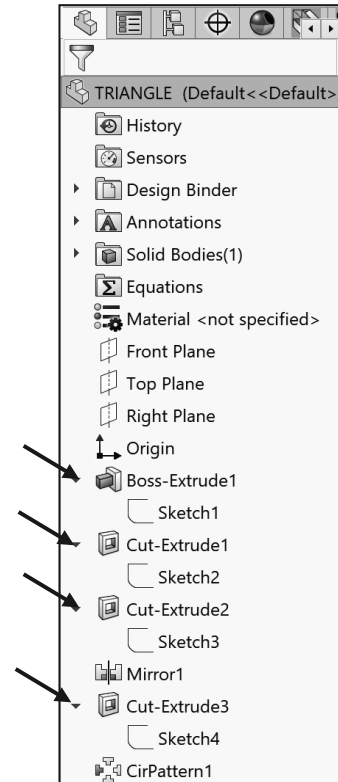 TRIANGLE (Default<<Default>
History
Sensors
Design Binder
Annotations
Solid Bodies(1)
Equations
Material <not specified>
Front Plane
Top Plane
Right Plane
Origin
Boss-Extrude1
Sketch1
Cut-Extrude1
Sketch2
Cut-Extrude2
Sketch3
Mirror1
Cut-Extrude3
Sketch4
CirPattern1